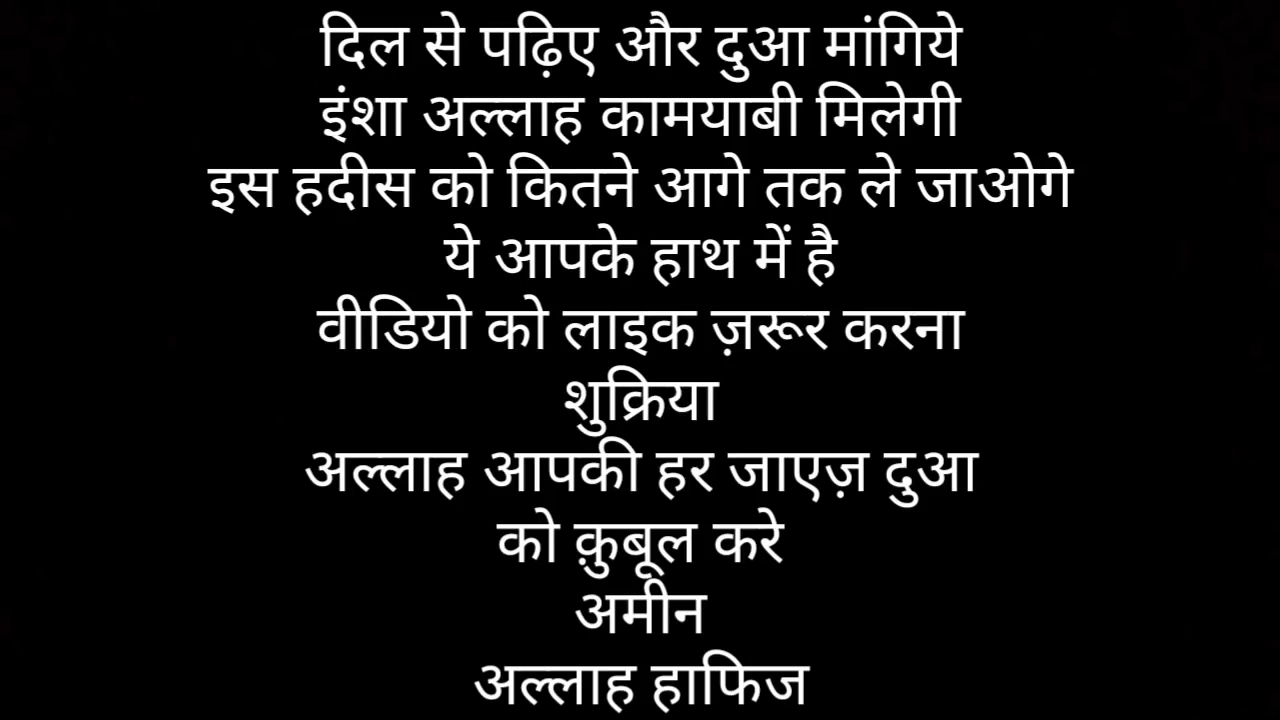 दिल से पढ़िए और दुआ मांगिये
इंशा अल्लाह कामयाबी मिलेगी
इस हदीस को कितने आगे तक ले जाओगे
ये आपके हाथ में है
वीडियो को लाइक ज़रूर करना
शुक्रिया
अल्लाह आपकी हर जाएज़ दुआ
को क़ुबूल करे
अमीन
अल्लाह हाफिज